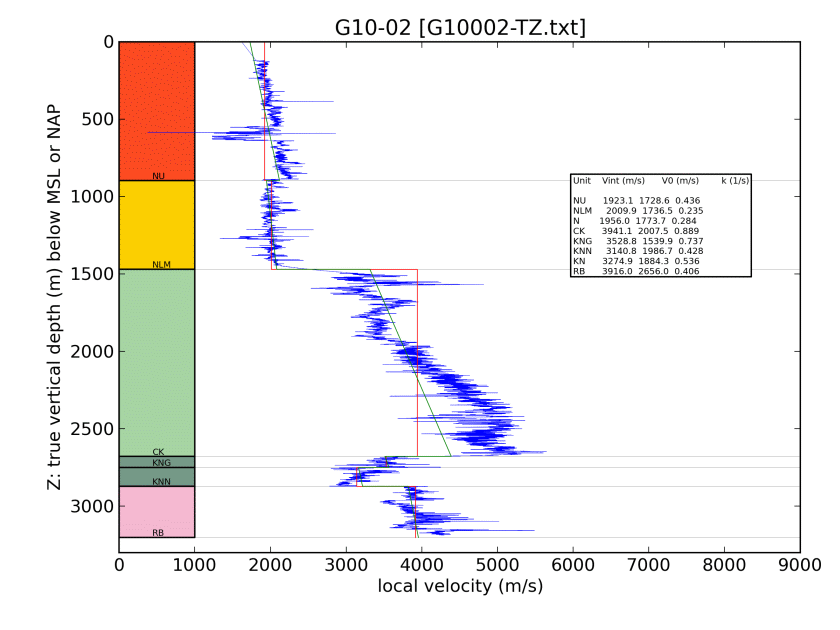 G10-02 [G10002-TZ.txt]
0
500
1000
1500
2000
2500
3000
Z: true vertical depth (m) below MSL or NAP
NU
NLM
CK
KNG
KNN
RB
Unit Vint (m/s) V0 (m/s) k (1/s)
NU 1923.1 1728.6 0.436
NLM 2009.9 1736.5 0.235
N 1956.0 1773.7 0.284
CK 3941.1 2007.5 0.889
KNG 3528.8 1539.9 0.737
KNN 3140.8 1986.7 0.428
KN 3274.9 1884.3 0.536
RB 3916.0 2656.0 0.406
0 1000 2000 3000 4000 5000 6000 7000 8000 9000
local velocity (m/s)